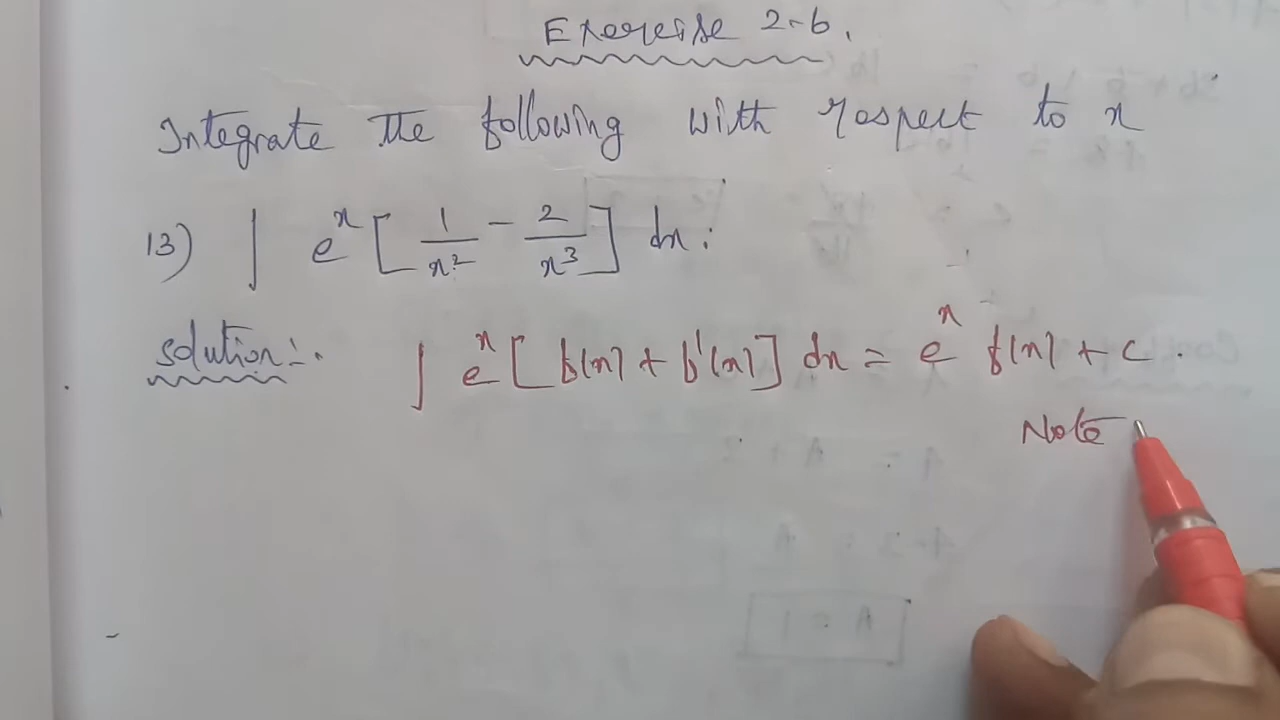 Exercise 2.6.
Integrate the following with respect to x
13) ∫ e^x [ 1/x² - 2/x³ ] dx.
solution:-
∫ e^x [ f(x) + f'(x) ] dx = e^x f(x) + c.
Note